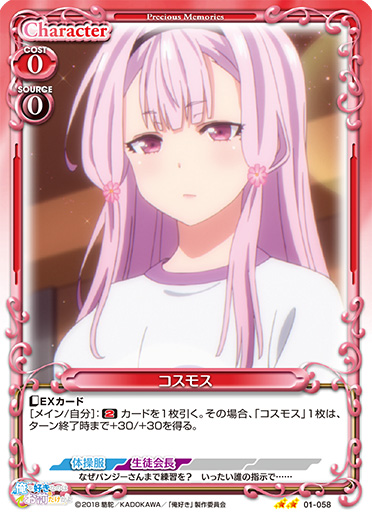 Precious Memories
Character
COST
0
SOURCE
0
コスモス
EXカード
[メイン/自分]:2 カードを1枚引く。その場合、「コスモス」1枚は、
ターン終了時まで+30/+30を得る。
体操服 生徒会長
なぜパンジーさんまで練習を? いったい誰の指示で……
©2018 駱駝/KADOKAWA/「俺好き」製作委員会
01-058